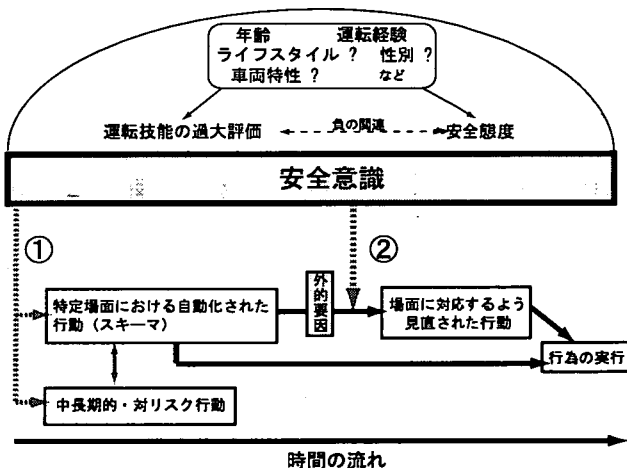 年齢 運転経験
ライフスタイル ? 性別 ?
車両特性 ? など
運転技能の過大評価 負の関連 安全態度
安全意識
①
②
特定場面における自動化された
行動（スキーマ）
外的要因
場面に対応するよう
見直された行動
行為の実行
中長期的・対リスク行動
時間の流れ